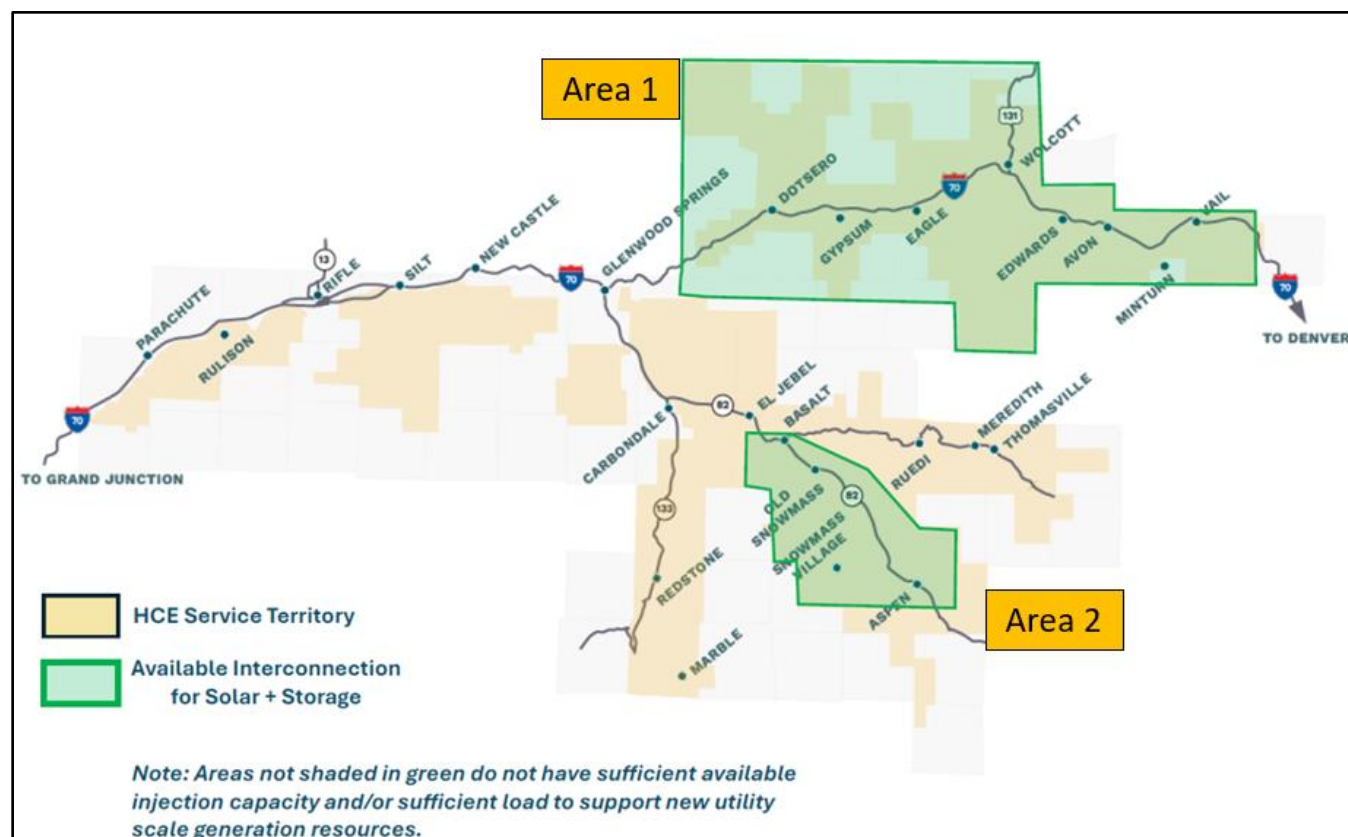 Area 1
131
WOLCOTT
DOTSERO
70
GYPSUM
EAGLE
EDWARDS
AVON
VAIL
MINTURN
70
TO DENVER
GLENWOOD SPRINGS
NEW CASTLE
70
13
RIFLE
SILT
PARACHUTE
RULISON
70
TO GRAND JUNCTION
CARBONDALE
82
EL JEBEL
BASALT
RUEDI
MEREDITH
THOMASVILLE
133
OLD
SNOWMASS
82
SNOWMASS
VILLAGE
ASPEN
REDSTONE
MARBLE
Area 2
HCE Service Territory
Available Interconnection
for Solar + Storage
Note: Areas not shaded in green do not have sufficient available
injection capacity and/or sufficient load to support new utility
scale generation resources.